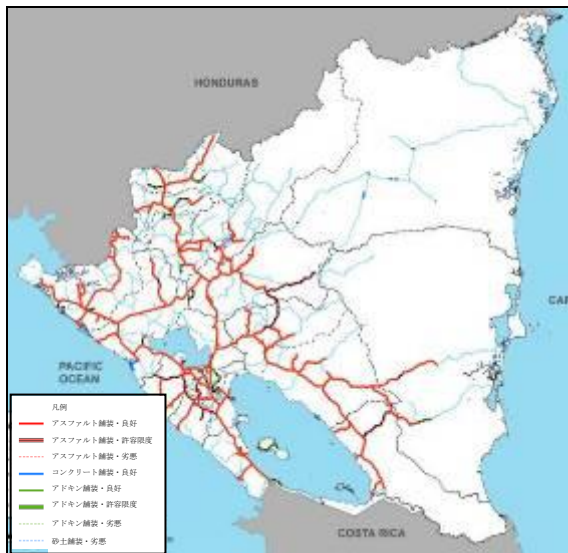 HONDURAS
CAR
PACIFIC
OCEAN
凡例
アスファルト舗装・良好
アスファルト舗装・許容限度
アスファルト舗装・劣悪
コンクリート舗装・良好
アドキン舗装・良好
アドキン舗装・許容限度
アドキン舗装・劣悪
砂土舗装・劣悪
COSTA RICA